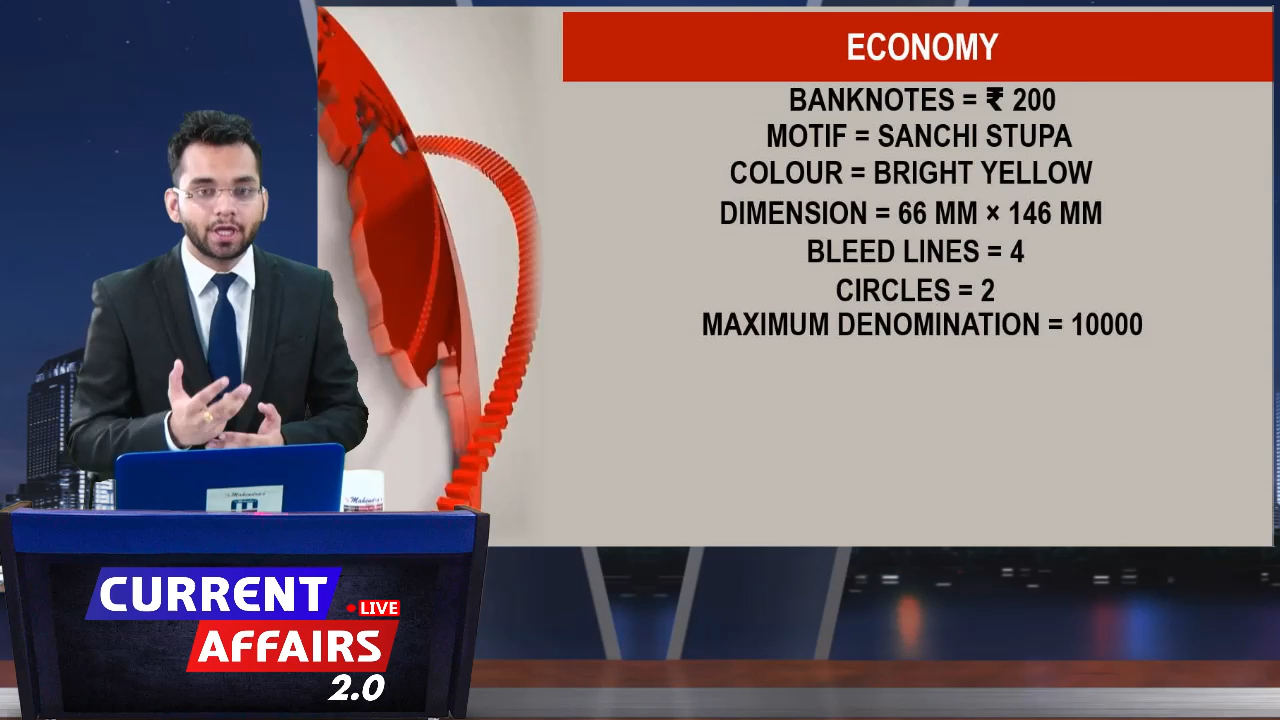 ECONOMY
BANKNOTES = ₹ 200
MOTIF = SANCHI STUPA
COLOUR = BRIGHT YELLOW
DIMENSION = 66 MM × 146 MM
BLEED LINES = 4
CIRCLES = 2
MAXIMUM DENOMINATION = 10000
CURRENT
LIVE
AFFAIRS
2.0